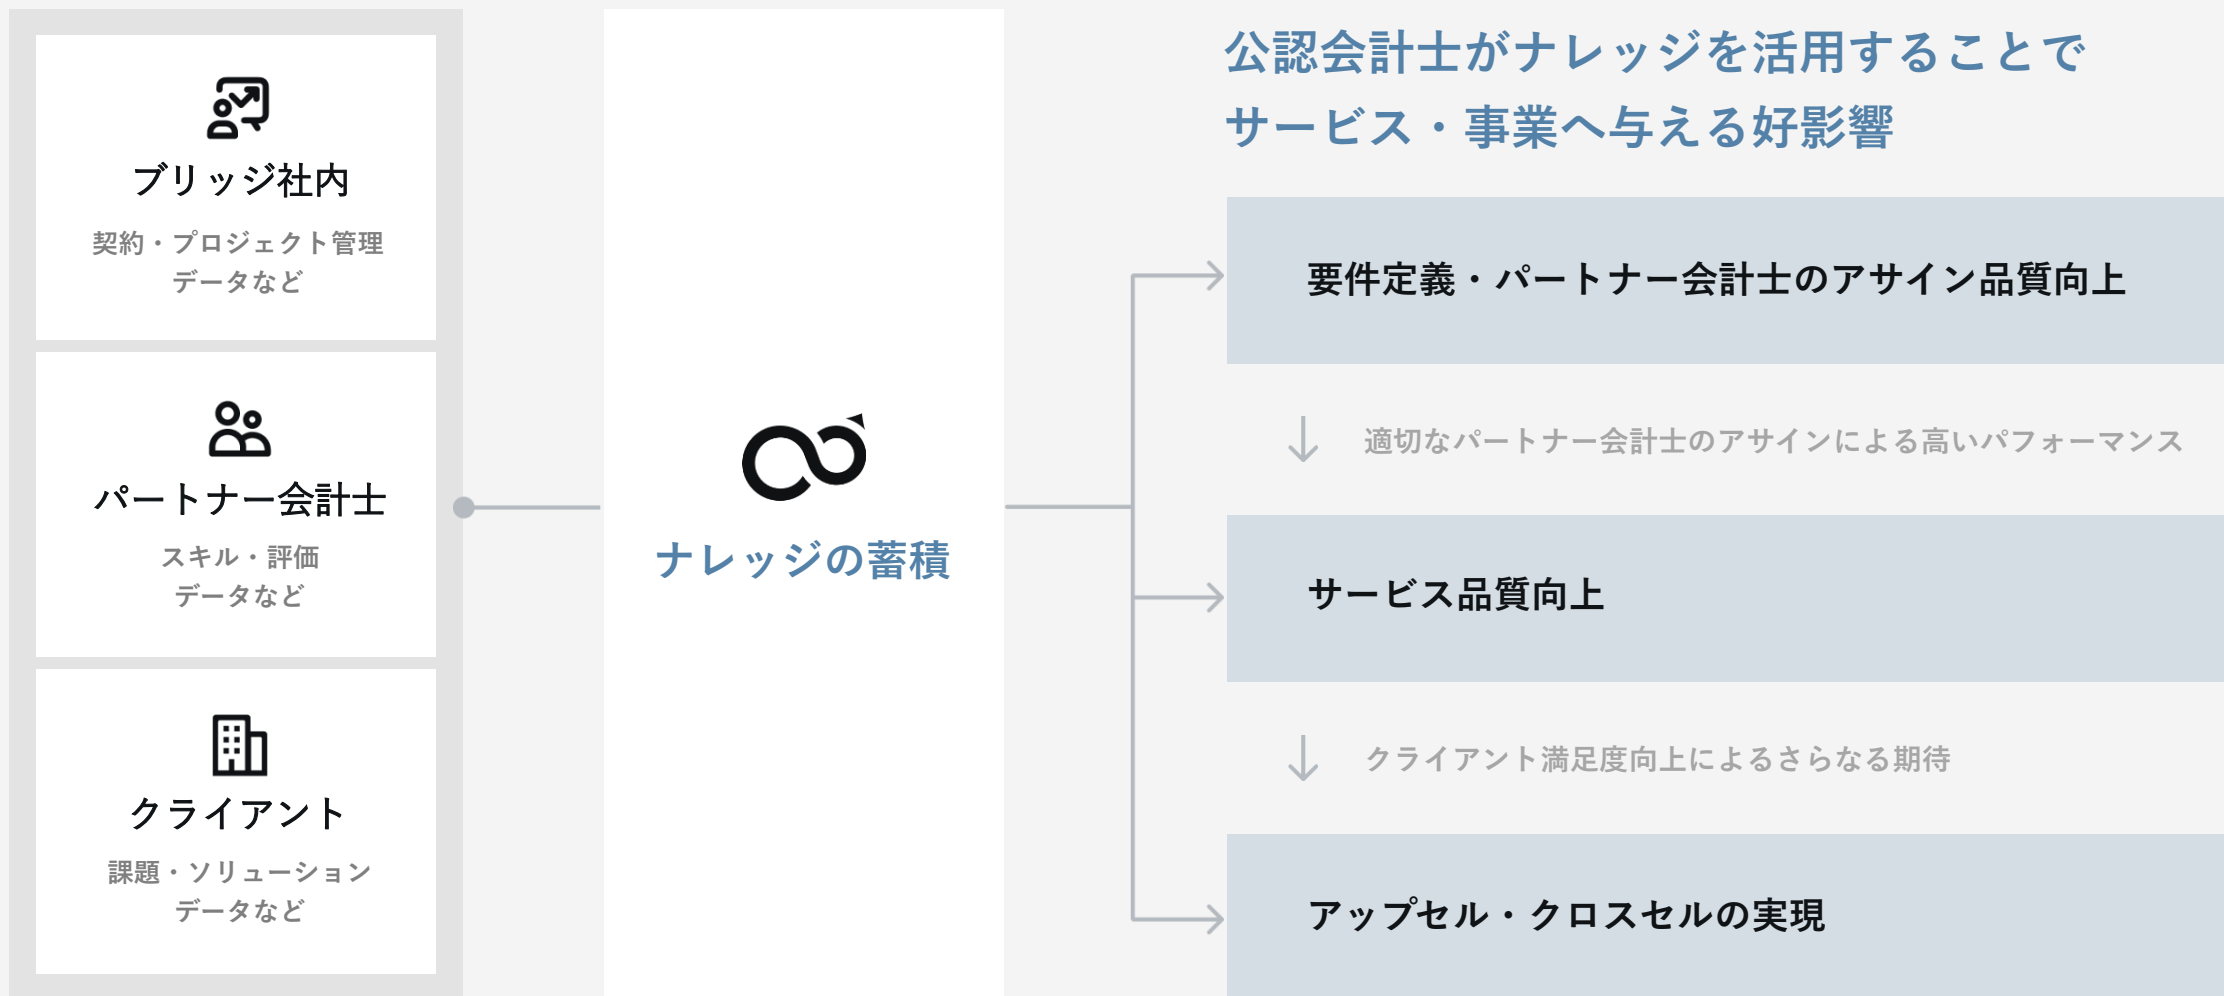 ブリッジ社内
契約・プロジェクト管理
データなど
パートナー会計士
スキル・評価
データなど
クライアント
課題・ソリューション
データなど
ナレッジの蓄積
公認会計士がナレッジを活用することで
サービス・事業へ与える好影響
要件定義・パートナー会計士のアサイン品質向上
適切なパートナー会計士のアサインによる高いパフォーマンス
サービス品質向上
クライアント満足度向上によるさらなる期待
アップセル・クロスセルの実現